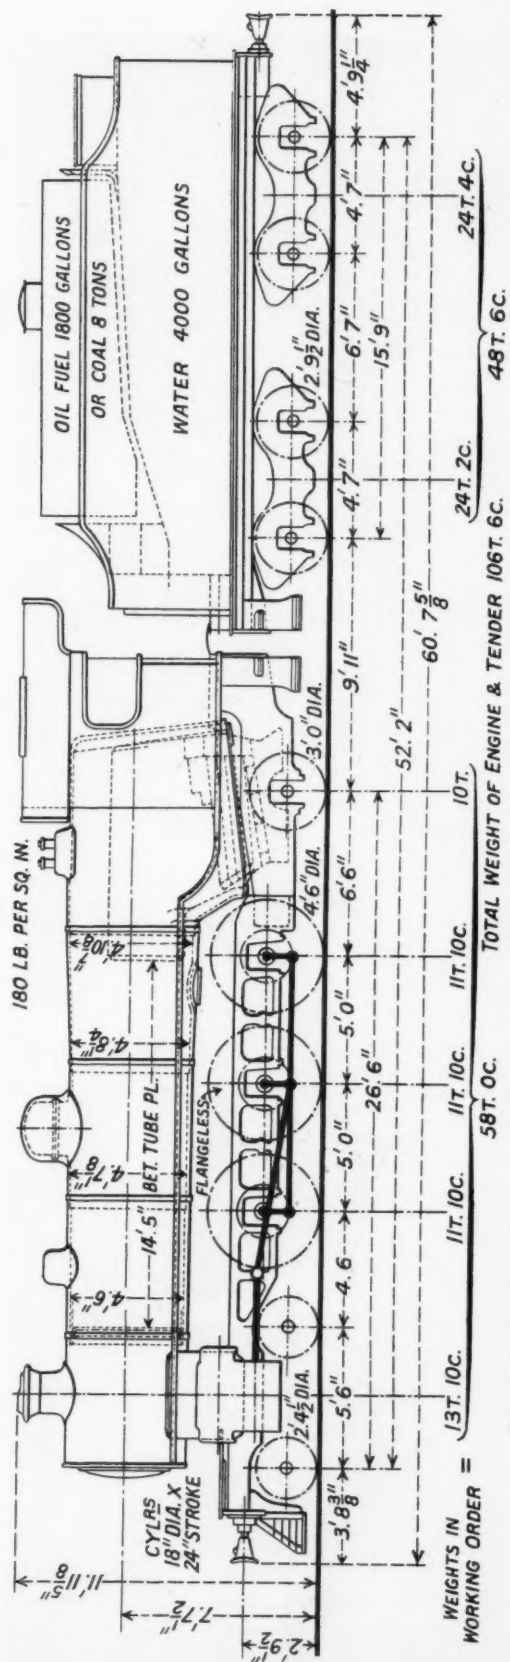 180 LB. PER SQ. IN.
OIL FUEL 1800 GALLONS
OR COAL 8 TONS
WATER 4000 GALLONS
4'.6"
4'.7 1/8"
4'.8 1/4"
4'.10 7/8"
14'.5" BET. TUBE PL.
FLANGELESS
CYLRS
18" DIA. X
24" STROKE
11'.11 5/8"
7'.7 1/2"
2'.9 1/2"
2'.4 1/2" DIA.
4'.6" DIA.
3'.0" DIA.
2'.9 1/2" DIA.
3'.8 3/8"
5'.6"
4.6
5'.0"
5'.0"
6'.6"
9'.11"
4'.7"
6'.7"
4'.7"
4'.9 1/4"
26'.6"
15'.9"
52'.2"
60'.7 5/8"
WEIGHTS IN
WORKING ORDER =
13T. 10C. 11T. 10C. 11T. 10C. 11T. 10C. 10T. 24T. 2C. 24T. 4C.
58T. 0C. 48T. 6C.
TOTAL WEIGHT OF ENGINE & TENDER 106T. 6C.